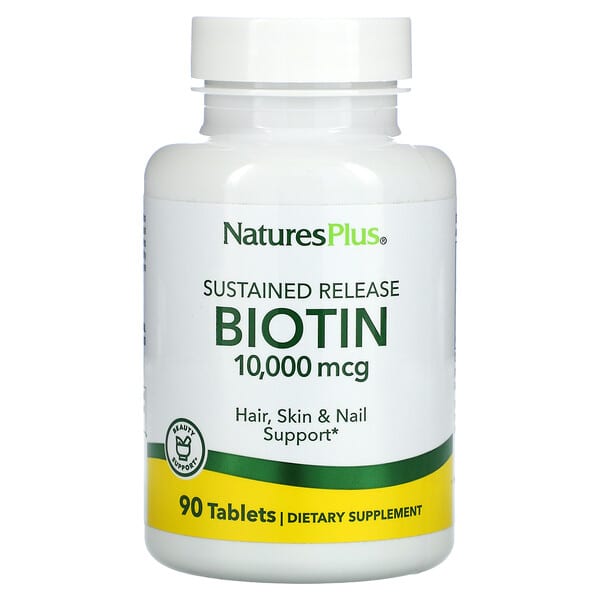 NaturesPlus®
SUSTAINED RELEASE
BIOTIN
10,000 mcg
Hair, Skin & Nail
Support*
BEAUTY
SUPPORT*
90 Tablets | DIETARY SUPPLEMENT